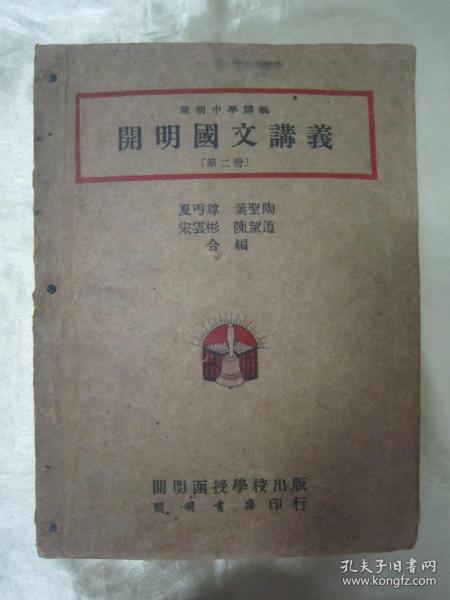 開明中學講義
開明國文講義
〔第二冊〕
夏丏尊 葉聖陶
宋雲彬 陳望道
合編
開明
開明函授學校出版
開明書店印行
孔夫子旧书网
www.kongfz.com